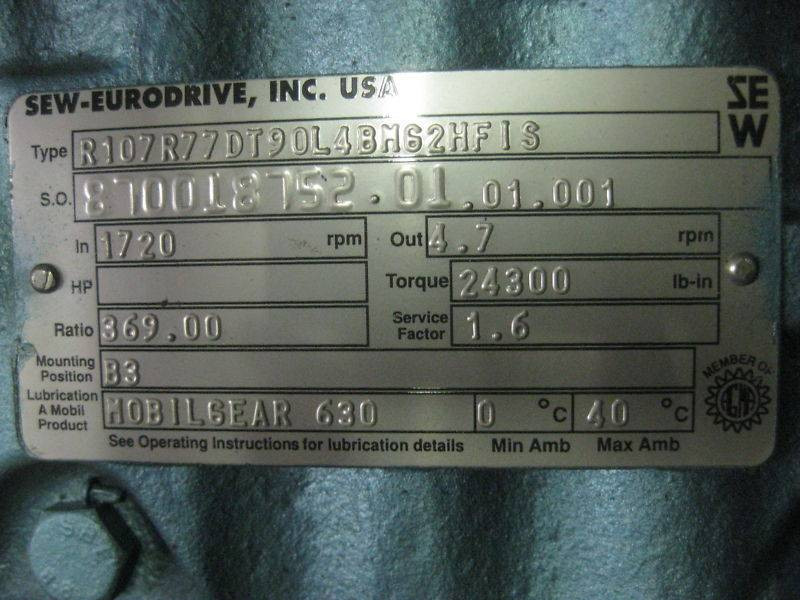 SEW-EURODRIVE, INC. USA
SEW
Type R107R77DT90L4BM62HFIS
S.O. 870018752.01.01.001
In 1720 rpm Out 4.7 rpm
HP Torque 24300 lb-in
Ratio 369.00 Service Factor 1.6
Mounting Position B3
Lubrication A Mobil Product MOBILGEAR 630 0 °C 40 °C
See Operating Instructions for lubrication details Min Amb Max Amb
MEMBER OF
AGMA